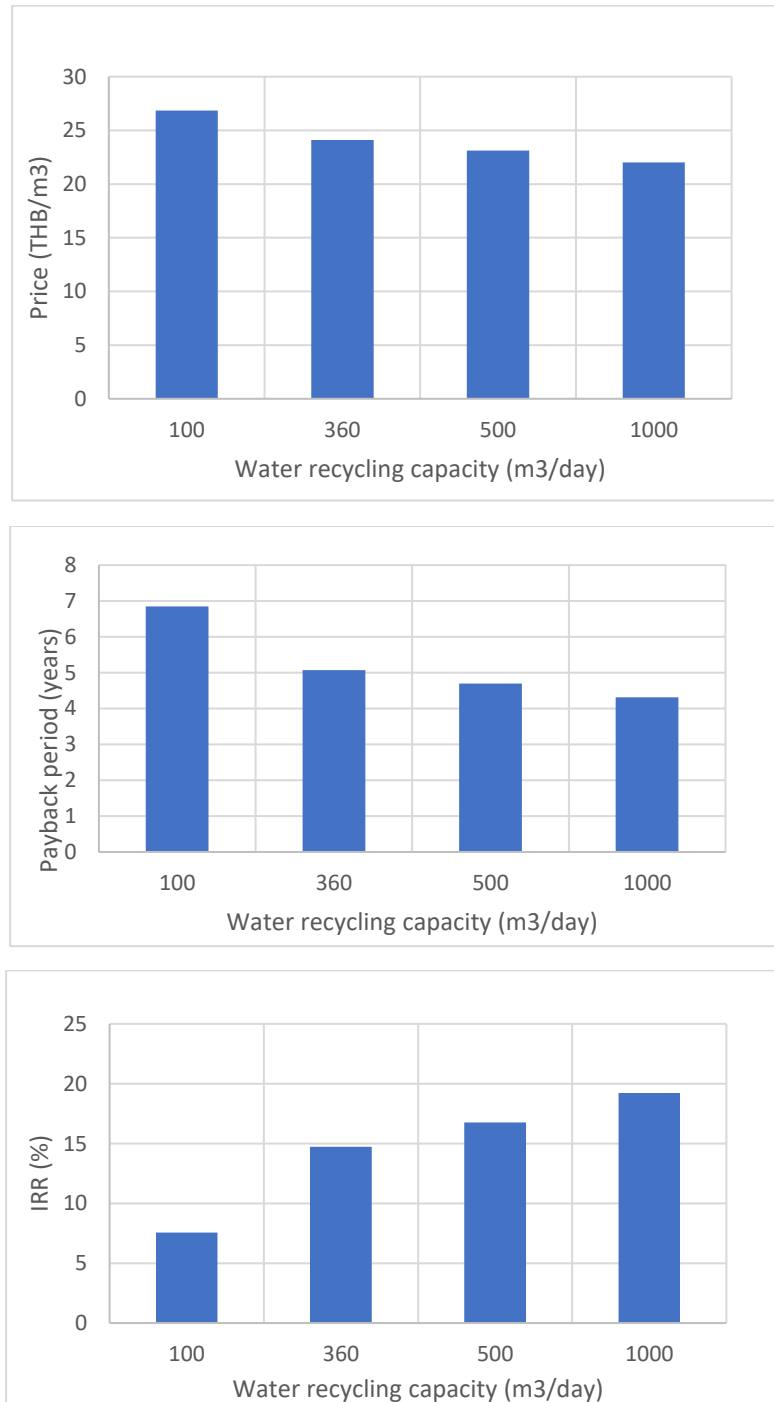 30
25
20
15
10
5
0
Price (THB/m3)
100 360 500 1000
Water recycling capacity (m3/day)
8
7
6
5
4
3
2
1
0
Payback period (years)
100 360 500 1000
Water recycling capacity (m3/day)
25
20
15
10
5
0
IRR (%)
100 360 500 1000
Water recycling capacity (m3/day)